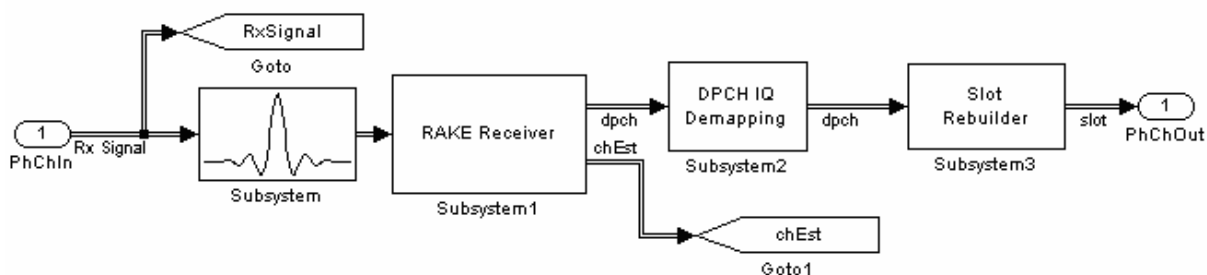 RxSignal
Goto
1
PhChIn
Rx Signal
Subsystem
RAKE Receiver
Subsystem1
dpch
chEst
DPCH IQ
Demapping
Subsystem2
dpch
Slot
Rebuilder
Subsystem3
slot
1
PhChOut
chEst
Goto1